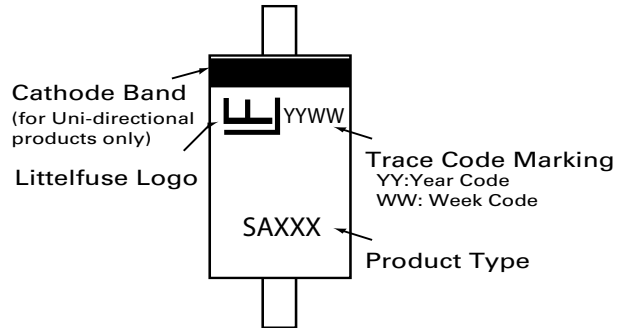 Cathode Band
(for Uni-directional
products only)
Littelfuse Logo
YYWW
Trace Code Marking
YY:Year Code
WW: Week Code
SAXXX
Product Type